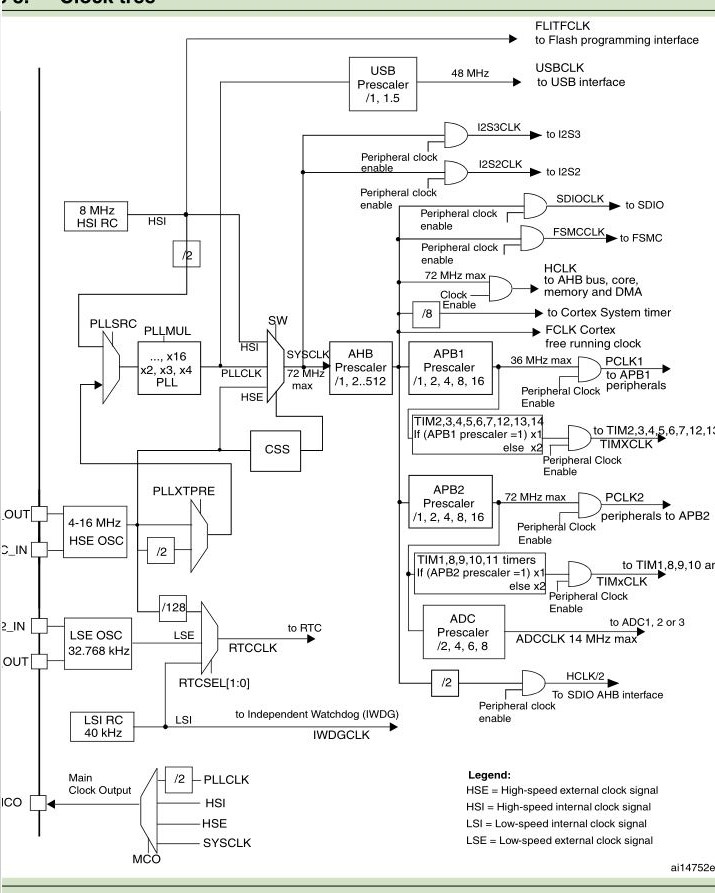 Clock tree
FLITFCLK
to Flash programming interface
USB
Prescaler
/1, 1.5
48 MHz
USBCLK
to USB interface
I2S3CLK
to I2S3
Peripheral clock
enable
I2S2CLK
to I2S2
Peripheral clock
enable
SDIOCLK
to SDIO
Peripheral clock
enable
FSMCCLK
to FSMC
Peripheral clock
enable
8 MHz
HSI RC
HSI
/2
72 MHz max
Clock
Enable
HCLK
to AHB bus, core,
memory and DMA
/8
to Cortex System timer
FCLK Cortex
free running clock
PLLSRC
PLLMUL
..., x16
x2, x3, x4
PLL
SW
HSI
PLLCLK
HSE
SYSCLK
72 MHz
max
AHB
Prescaler
/1, 2..512
APB1
Prescaler
/1, 2, 4, 8, 16
36 MHz max
PCLK1
to APB1
peripherals
Peripheral Clock
Enable
TIM2,3,4,5,6,7,12,13,14
If (APB1 prescaler =1) x1
else x2
to TIM2,3,4,5,6,7,12,13
TIMXCLK
Peripheral Clock
Enable
CSS
PLLXTPRE
_OUT
C_IN
4-16 MHz
HSE OSC
/2
APB2
Prescaler
/1, 2, 4, 8, 16
72 MHz max
PCLK2
peripherals to APB2
Peripheral Clock
Enable
TIM1,8,9,10,11 timers
If (APB2 prescaler =1) x1
else x2
to TIM1,8,9,10 an
TIMxCLK
Peripheral Clock
Enable
/128
2_IN
OUT
LSE OSC
32.768 kHz
LSE
to RTC
RTCCLK
RTCSEL[1:0]
ADC
Prescaler
/2, 4, 6, 8
to ADC1, 2 or 3
ADCCLK 14 MHz max
/2
HCLK/2
To SDIO AHB interface
Peripheral clock
enable
LSI RC
40 kHz
LSI
to Independent Watchdog (IWDG)
IWDGCLK
MCO
Main
Clock Output
/2
PLLCLK
HSI
HSE
SYSCLK
MCO
Legend:
HSE = High-speed external clock signal
HSI = High-speed internal clock signal
LSI = Low-speed internal clock signal
LSE = Low-speed external clock signal
ai14752e